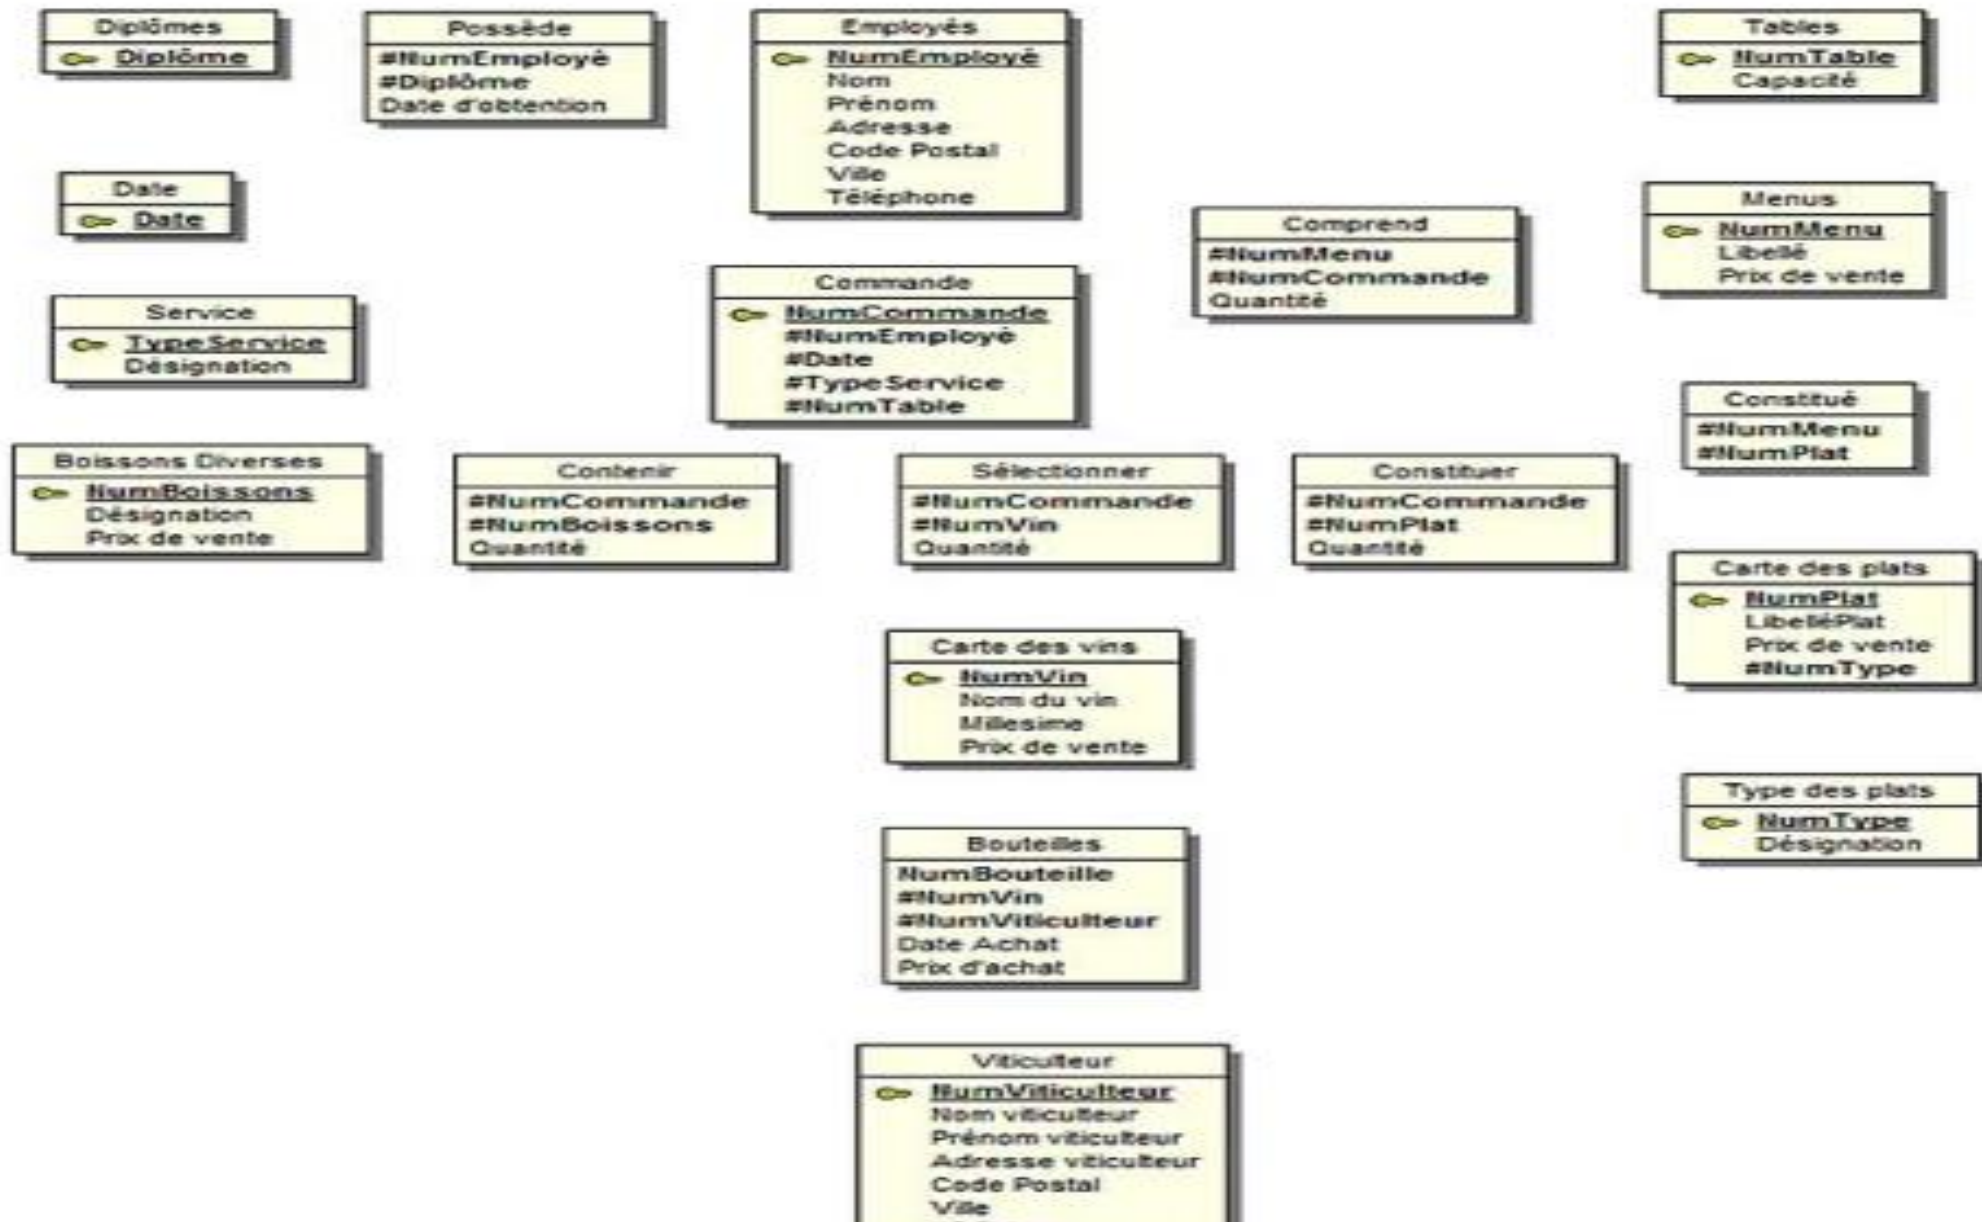 Diplômes
Diplôme
Possède
#NumEmployé
#Diplôme
Date d'obtention
Employés
NumEmployé
Nom
Prénom
Adresse
Code Postal
Ville
Téléphone
Tables
NumTable
Capacité
Date
Date
Service
TypeService
Désignation
Commande
NumCommande
#NumEmployé
#Date
#TypeService
#NumTable
Comprend
#NumMenu
#NumCommande
Quantité
Menus
NumMenu
Libellé
Prix de vente
Constitué
#NumMenu
#NumPlat
Boissons Diverses
NumBoissons
Désignation
Prix de vente
Contenir
#NumCommande
#NumBoissons
Quantité
Sélectionner
#NumCommande
#NumVin
Quantité
Constituer
#NumCommande
#NumPlat
Quantité
Carte des plats
NumPlat
LibelléPlat
Prix de vente
#NumType
Carte des vins
NumVin
Nom du vin
Millesime
Prix de vente
Type des plats
NumType
Désignation
Bouteilles
NumBouteille
#NumVin
#NumViticulteur
Date Achat
Prix d'achat
Viticulteur
NumViticulteur
Nom viticulteur
Prénom viticulteur
Adresse viticulteur
Code Postal
Ville